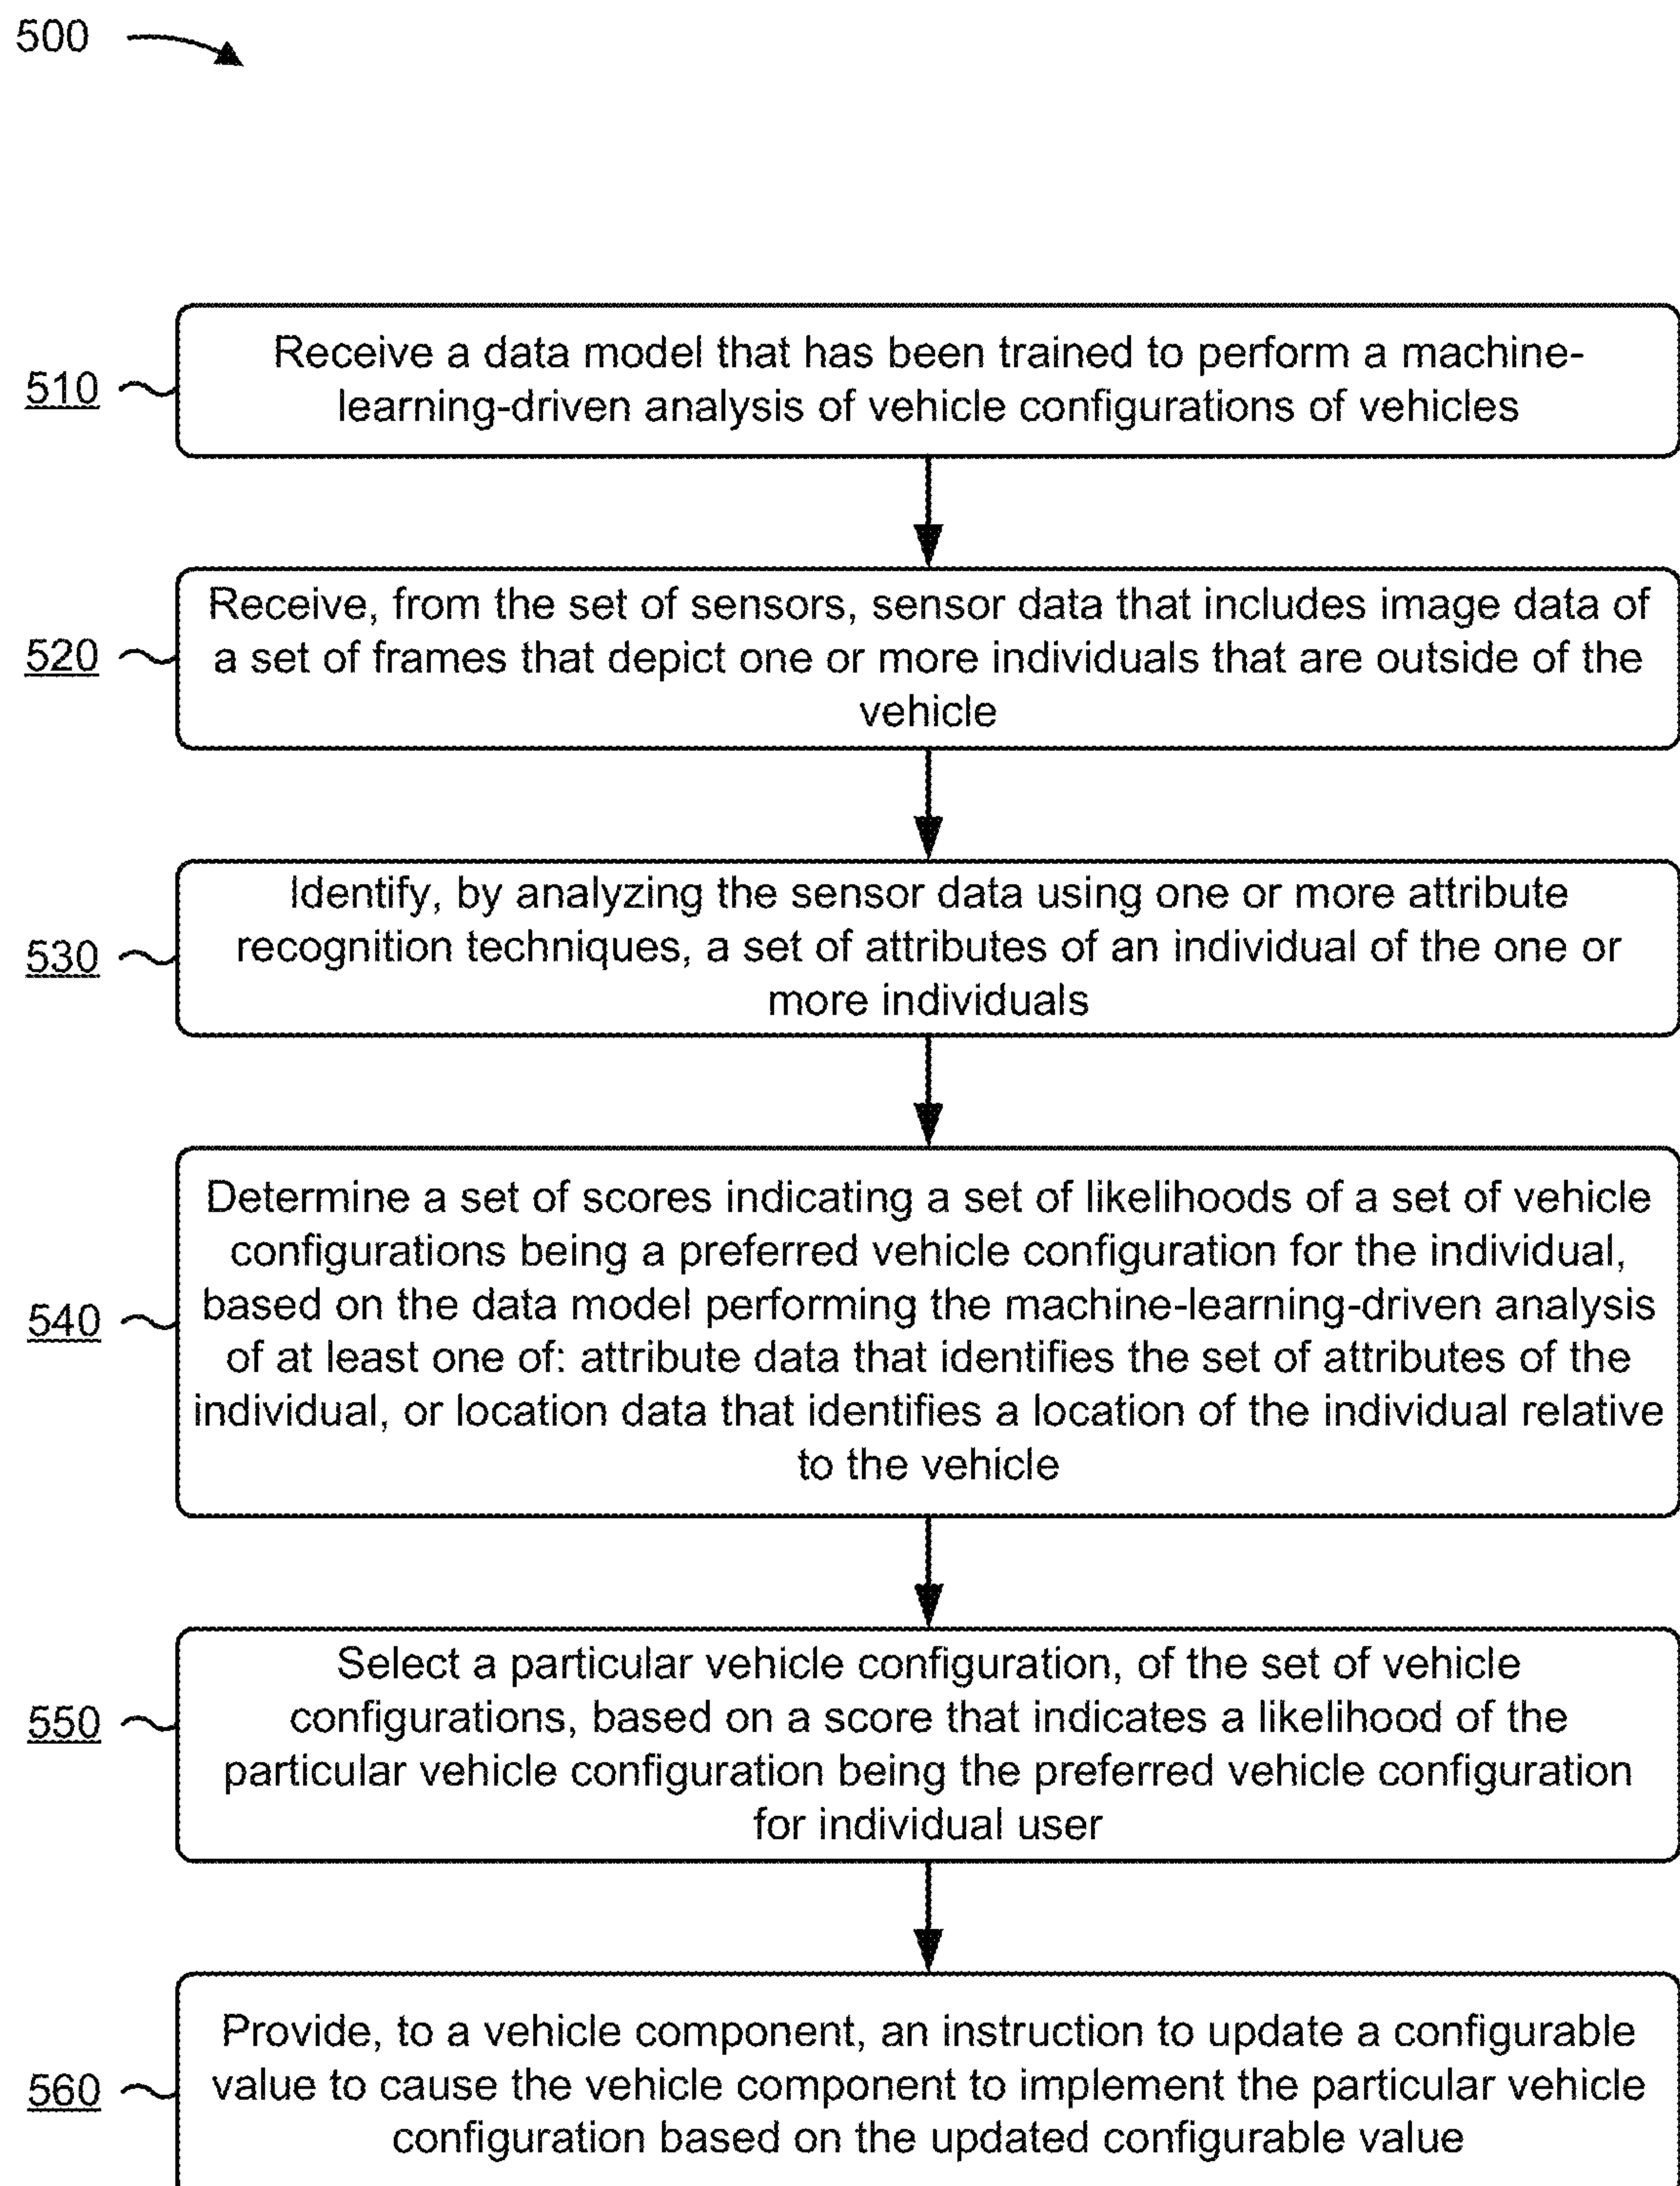 500
510
Receive a data model that has been trained to perform a machine-
learning-driven analysis of vehicle configurations of vehicles
520
Receive, from the set of sensors, sensor data that includes image data of
a set of frames that depict one or more individuals that are outside of the
vehicle
530
Identify, by analyzing the sensor data using one or more attribute
recognition techniques, a set of attributes of an individual of the one or
more individuals
540
Determine a set of scores indicating a set of likelihoods of a set of vehicle
configurations being a preferred vehicle configuration for the individual,
based on the data model performing the machine-learning-driven analysis
of at least one of: attribute data that identifies the set of attributes of the
individual, or location data that identifies a location of the individual relative
to the vehicle
550
Select a particular vehicle configuration, of the set of vehicle
configurations, based on a score that indicates a likelihood of the
particular vehicle configuration being the preferred vehicle configuration
for individual user
560
Provide, to a vehicle component, an instruction to update a configurable
value to cause the vehicle component to implement the particular vehicle
configuration based on the updated configurable value